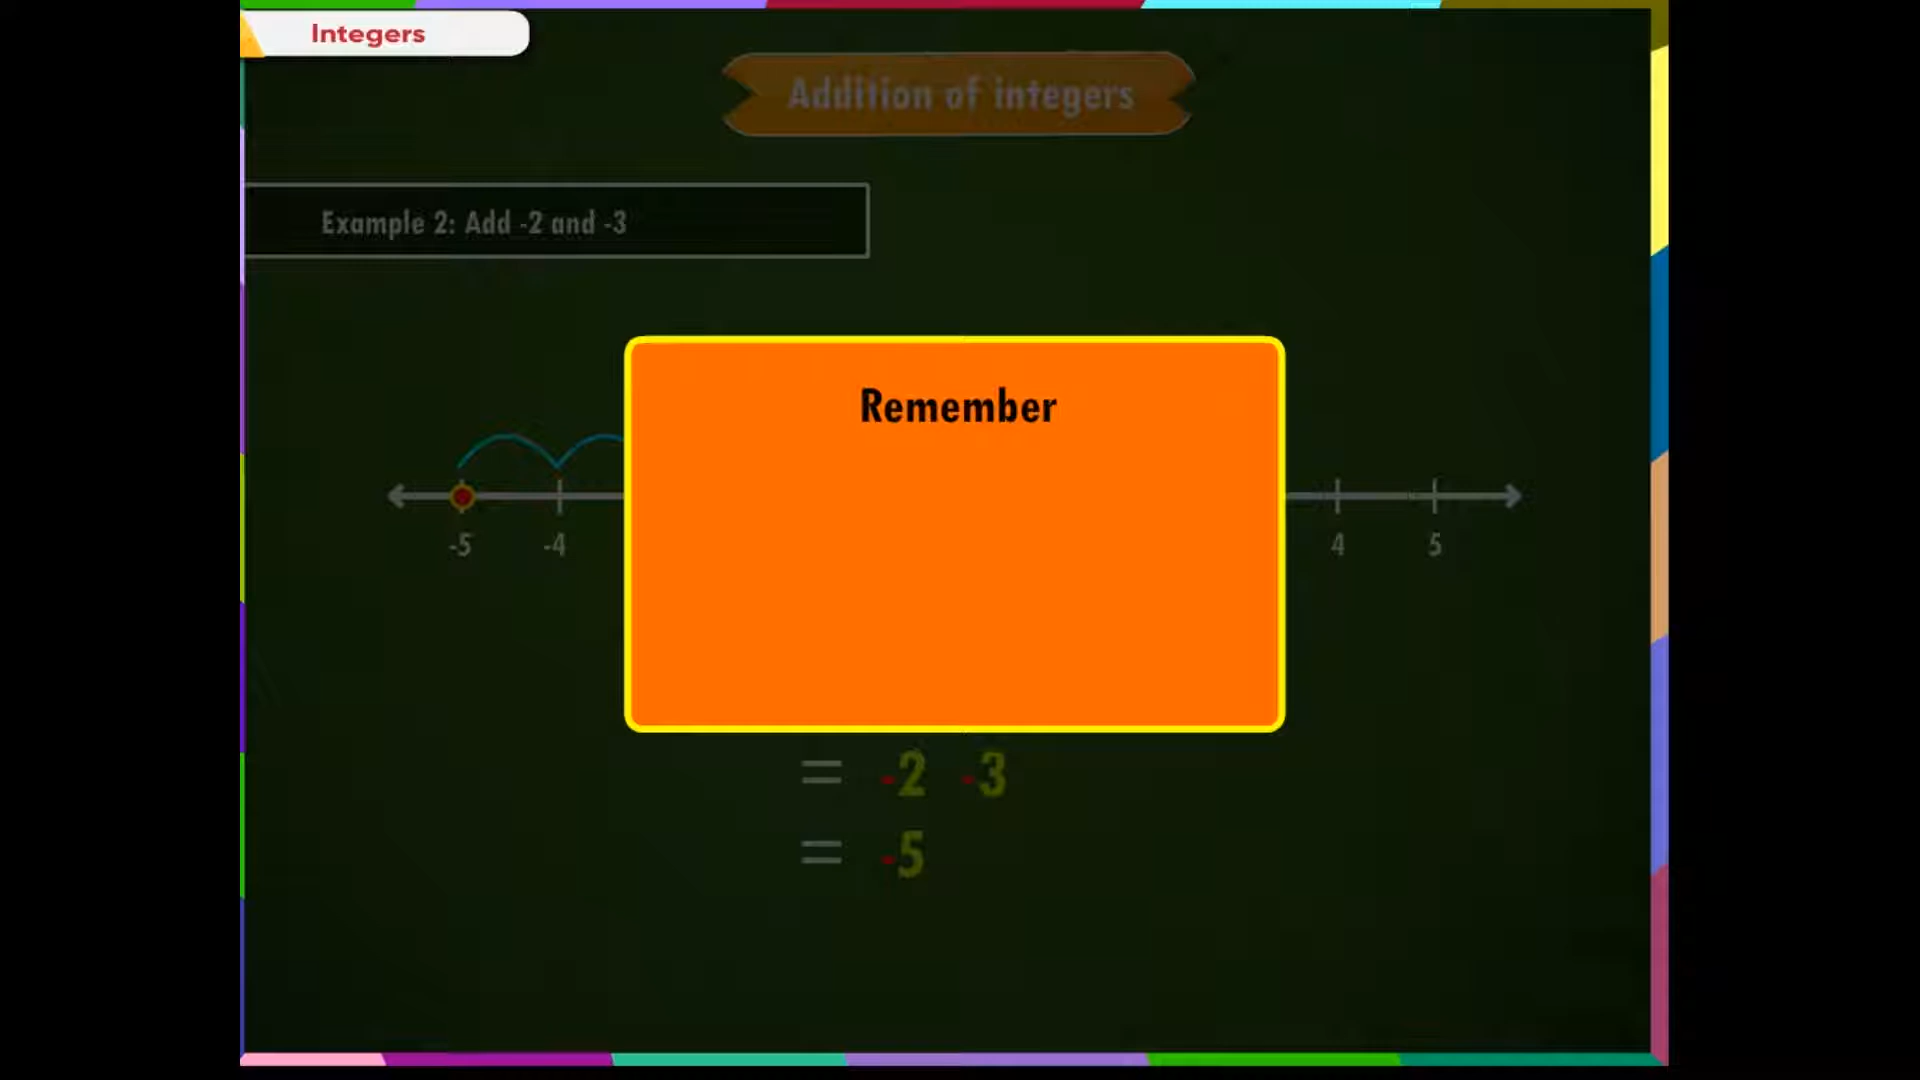 Integers
Addition of integers
Example 2: Add -2 and -3
Remember
-5 -4 4 5
= -2 -3
= -5